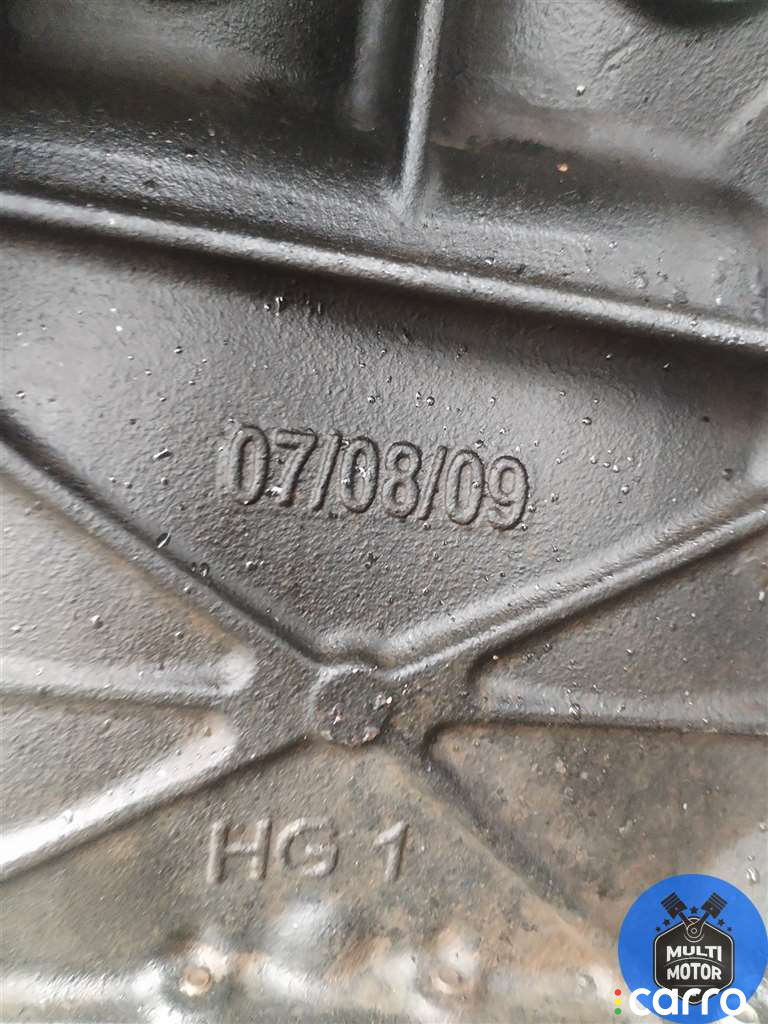 07/08/09
HG 1
MULTI
MOTOR
carro